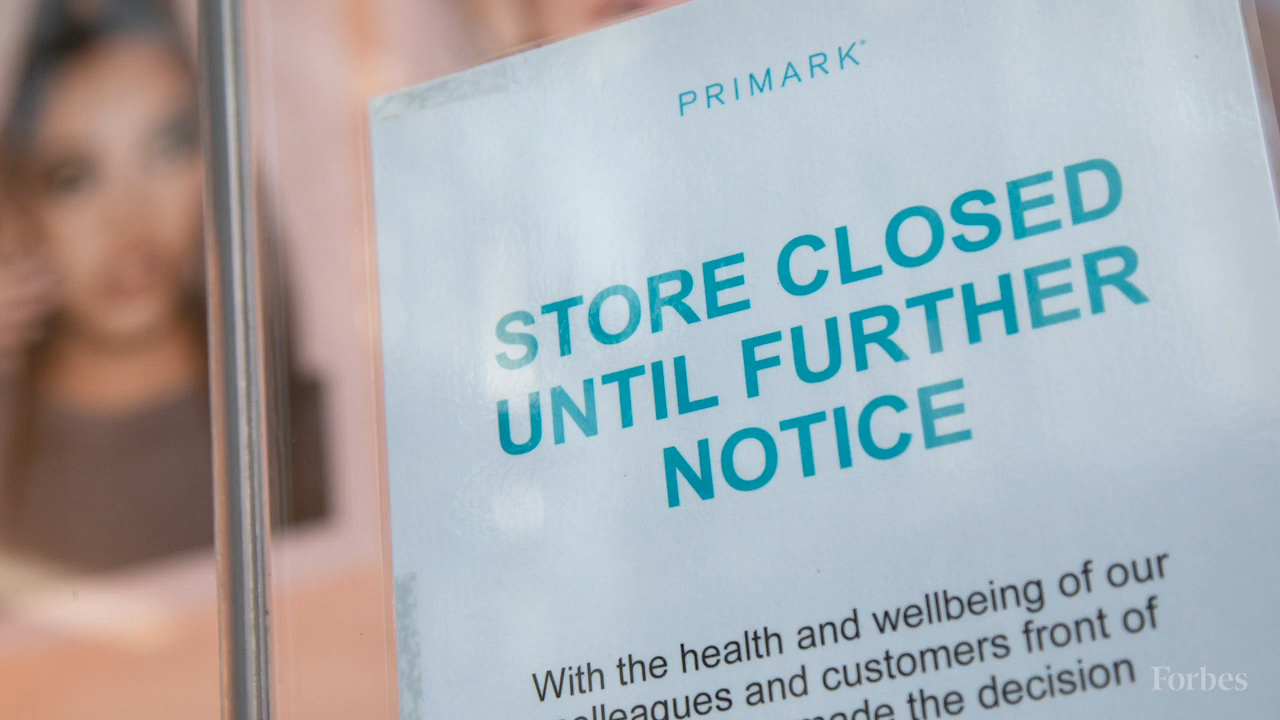 PRIMARK®
STORE CLOSED
UNTIL FURTHER
NOTICE
With the health and wellbeing of our
colleagues and customers front of
made the decision
Forbes